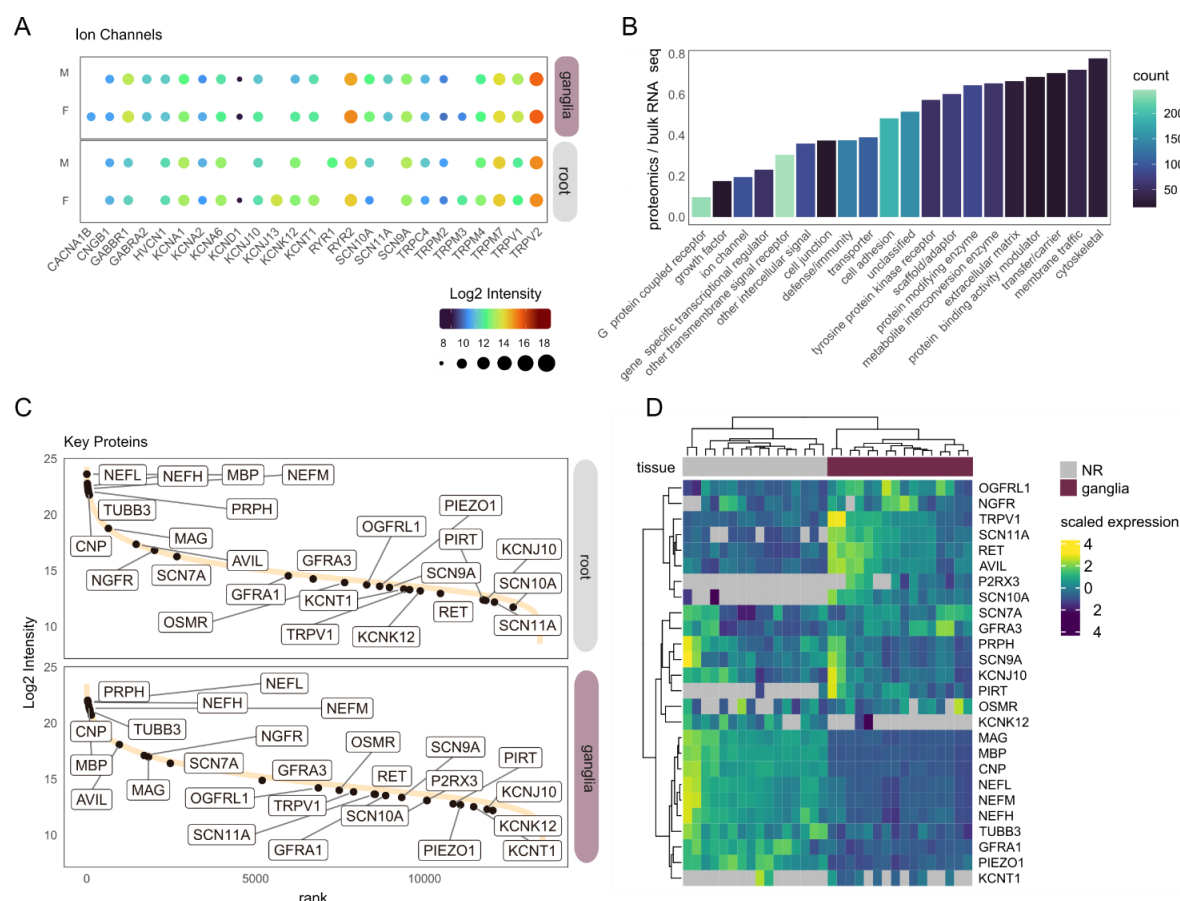 A
Ion Channels
M
F
ganglia
M
F
root
CACNA1B
CNGB1
GABBR1
GABRA2
HVCN1
KCNA1
KCNA2
KCNA6
KCND1
KCNJ10
KCNJ13
KCNK12
KCNT1
RYR1
RYR2
SCN10A
SCN11A
SCN9A
TRPC4
TRPM2
TRPM3
TRPM4
TRPM7
TRPV1
TRPV2
Log2 Intensity
8 10 12 14 16 18
B
proteomics / bulk RNA seq
0.8
0.6
0.4
0.2
0.0
G protein coupled receptor
growth factor
ion channel
gene specific transcriptional regulator
other transmembrane signal receptor
other intercellular signal
cell junction
defense/immunity
transporter
cell adhesion
unclassified
tyrosine protein kinase receptor
scaffold/adaptor
protein modifying enzyme
metabolite interconversion enzyme
extracellular matrix
protein binding activity modulator
transfer/carrier
membrane traffic
cytoskeletal
count
200
150
100
50
C
Key Proteins
Log2 Intensity
25
20
15
10
NEFL
NEFH
MBP
NEFM
TUBB3
PRPH
CNP
MAG
AVIL
NGFR
SCN7A
GFRA3
OGFRL1
PIEZO1
PIRT
KCNJ10
GFRA1
SCN9A
SCN10A
KCNT1
RET
OSMR
TRPV1
KCNK12
SCN11A
root
25
20
15
10
PRPH
NEFL
NEFH
NEFM
CNP
TUBB3
NGFR
OSMR
SCN9A
PIRT
MBP
SCN7A
GFRA3
RET
P2RX3
KCNJ10
AVIL
MAG
OGFRL1
TRPV1
SCN10A
KCNK12
SCN11A
GFRA1
PIEZO1
KCNT1
ganglia
0 5000 10000
rank
D
tissue
NR
ganglia
scaled expression
4
2
0
2
4
OGFRL1
NGFR
TRPV1
SCN11A
RET
AVIL
P2RX3
SCN10A
SCN7A
GFRA3
PRPH
SCN9A
KCNJ10
PIRT
OSMR
KCNK12
MAG
MBP
CNP
NEFL
NEFM
NEFH
TUBB3
GFRA1
PIEZO1
KCNT1